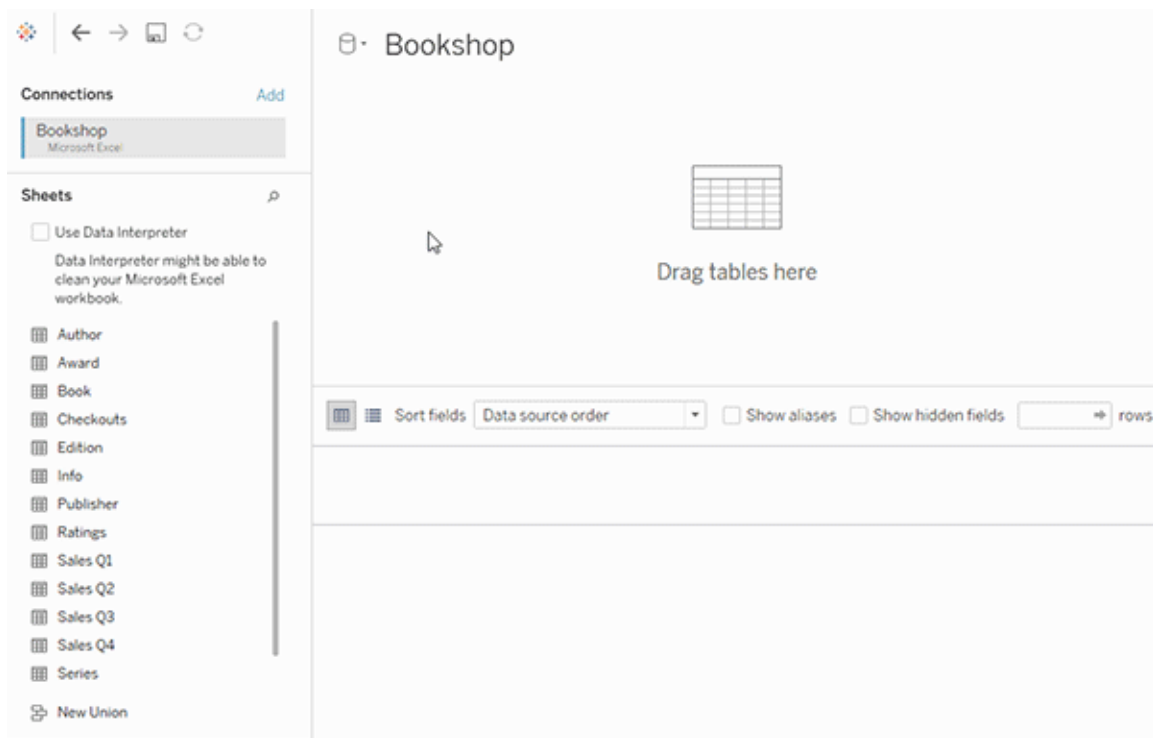 Bookshop
Connections
Add
Bookshop
Microsoft Excel
Sheets
Use Data Interpreter
Data Interpreter might be able to
clean your Microsoft Excel
workbook.
Author
Award
Book
Checkouts
Edition
Info
Publisher
Ratings
Sales Q1
Sales Q2
Sales Q3
Sales Q4
Series
New Union
Drag tables here
Sort fields
Data source order
Show aliases
Show hidden fields
rows